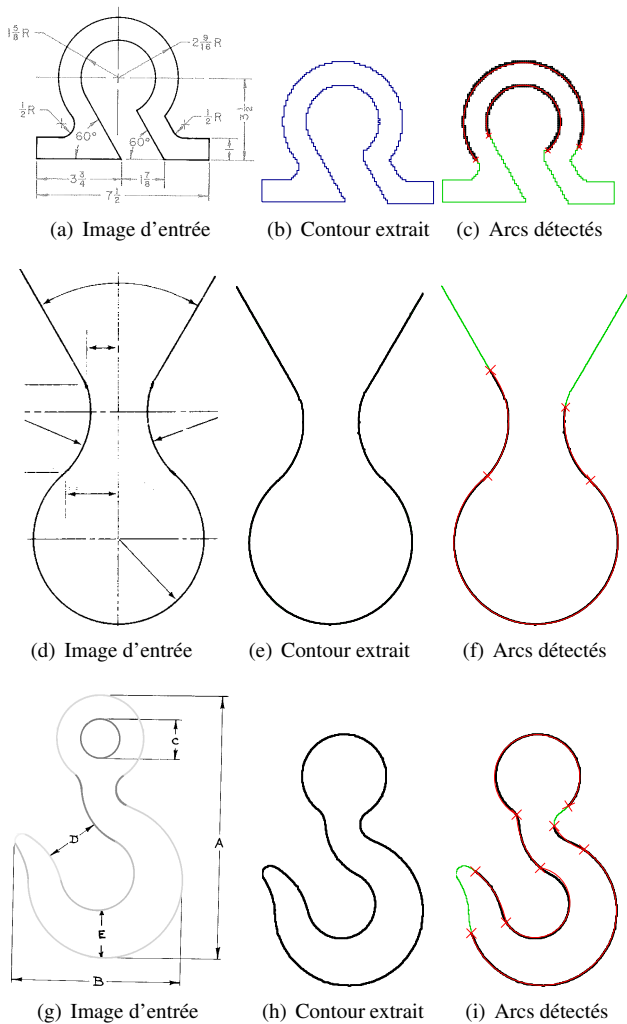 1 5/8 R
2 9/16 R
1/2 R
1/2 R
3 1/2
60°
60°
3 3/4
1 7/8
7 1/2
(a) Image d'entrée
(b) Contour extrait
(c) Arcs détectés
(d) Image d'entrée
(e) Contour extrait
(f) Arcs détectés
C
D
A
E
B
(g) Image d'entrée
(h) Contour extrait
(i) Arcs détectés